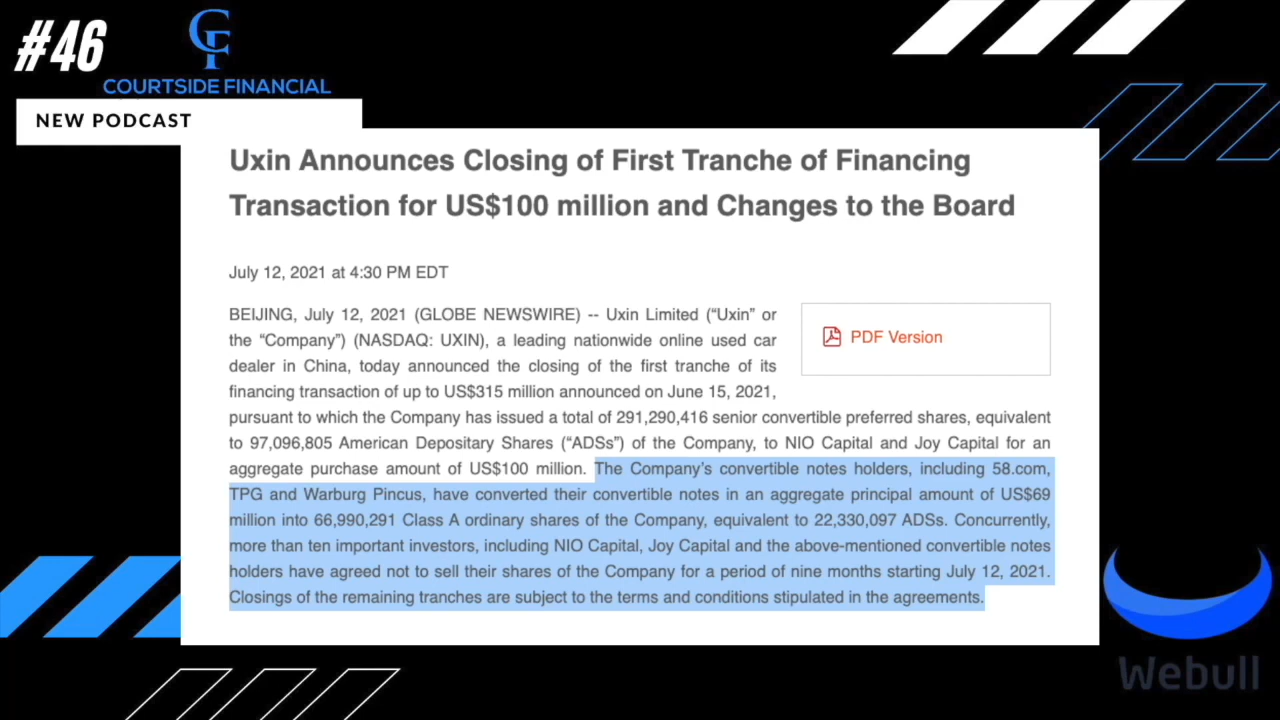 #46
CF
COURTSIDE FINANCIAL
NEW PODCAST
Uxin Announces Closing of First Tranche of Financing
Transaction for US$100 million and Changes to the Board
July 12, 2021 at 4:30 PM EDT
BEIJING, July 12, 2021 (GLOBE NEWSWIRE) -- Uxin Limited (“Uxin” or
the “Company”) (NASDAQ: UXIN), a leading nationwide online used car
dealer in China, today announced the closing of the first tranche of its
financing transaction of up to US$315 million announced on June 15, 2021,
pursuant to which the Company has issued a total of 291,290,416 senior convertible preferred shares, equivalent
to 97,096,805 American Depositary Shares (“ADSs”) of the Company, to NIO Capital and Joy Capital for an
aggregate purchase amount of US$100 million. The Company’s convertible notes holders, including 58.com,
TPG and Warburg Pincus, have converted their convertible notes in an aggregate principal amount of US$69
million into 66,990,291 Class A ordinary shares of the Company, equivalent to 22,330,097 ADSs. Concurrently,
more than ten important investors, including NIO Capital, Joy Capital and the above-mentioned convertible notes
holders have agreed not to sell their shares of the Company for a period of nine months starting July 12, 2021.
Closings of the remaining tranches are subject to the terms and conditions stipulated in the agreements.
PDF Version
Webull